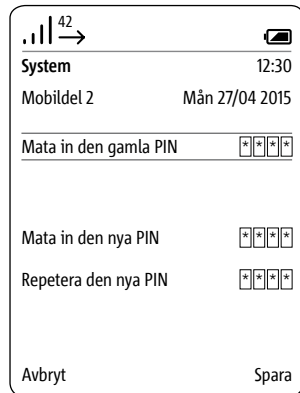 42
System 12:30
Mobildel 2 Mån 27/04 2015
Mata in den gamla PIN ****
Mata in den nya PIN ****
Repetera den nya PIN ****
Avbryt Spara